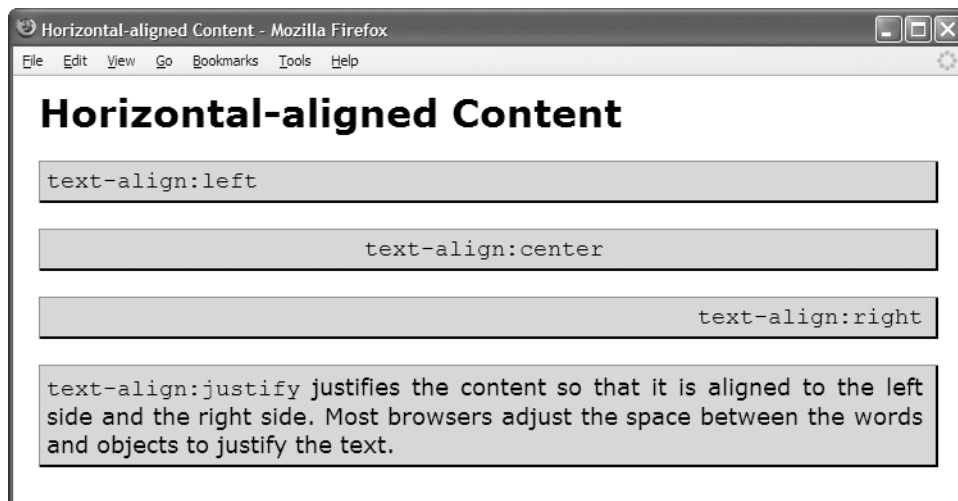 Horizontal-aligned Content - Mozilla Firefox
File Edit View Go Bookmarks Tools Help
Horizontal-aligned Content
text-align:left
text-align:center
text-align:right
text-align:justify justifies the content so that it is aligned to the left
side and the right side. Most browsers adjust the space between the words
and objects to justify the text.